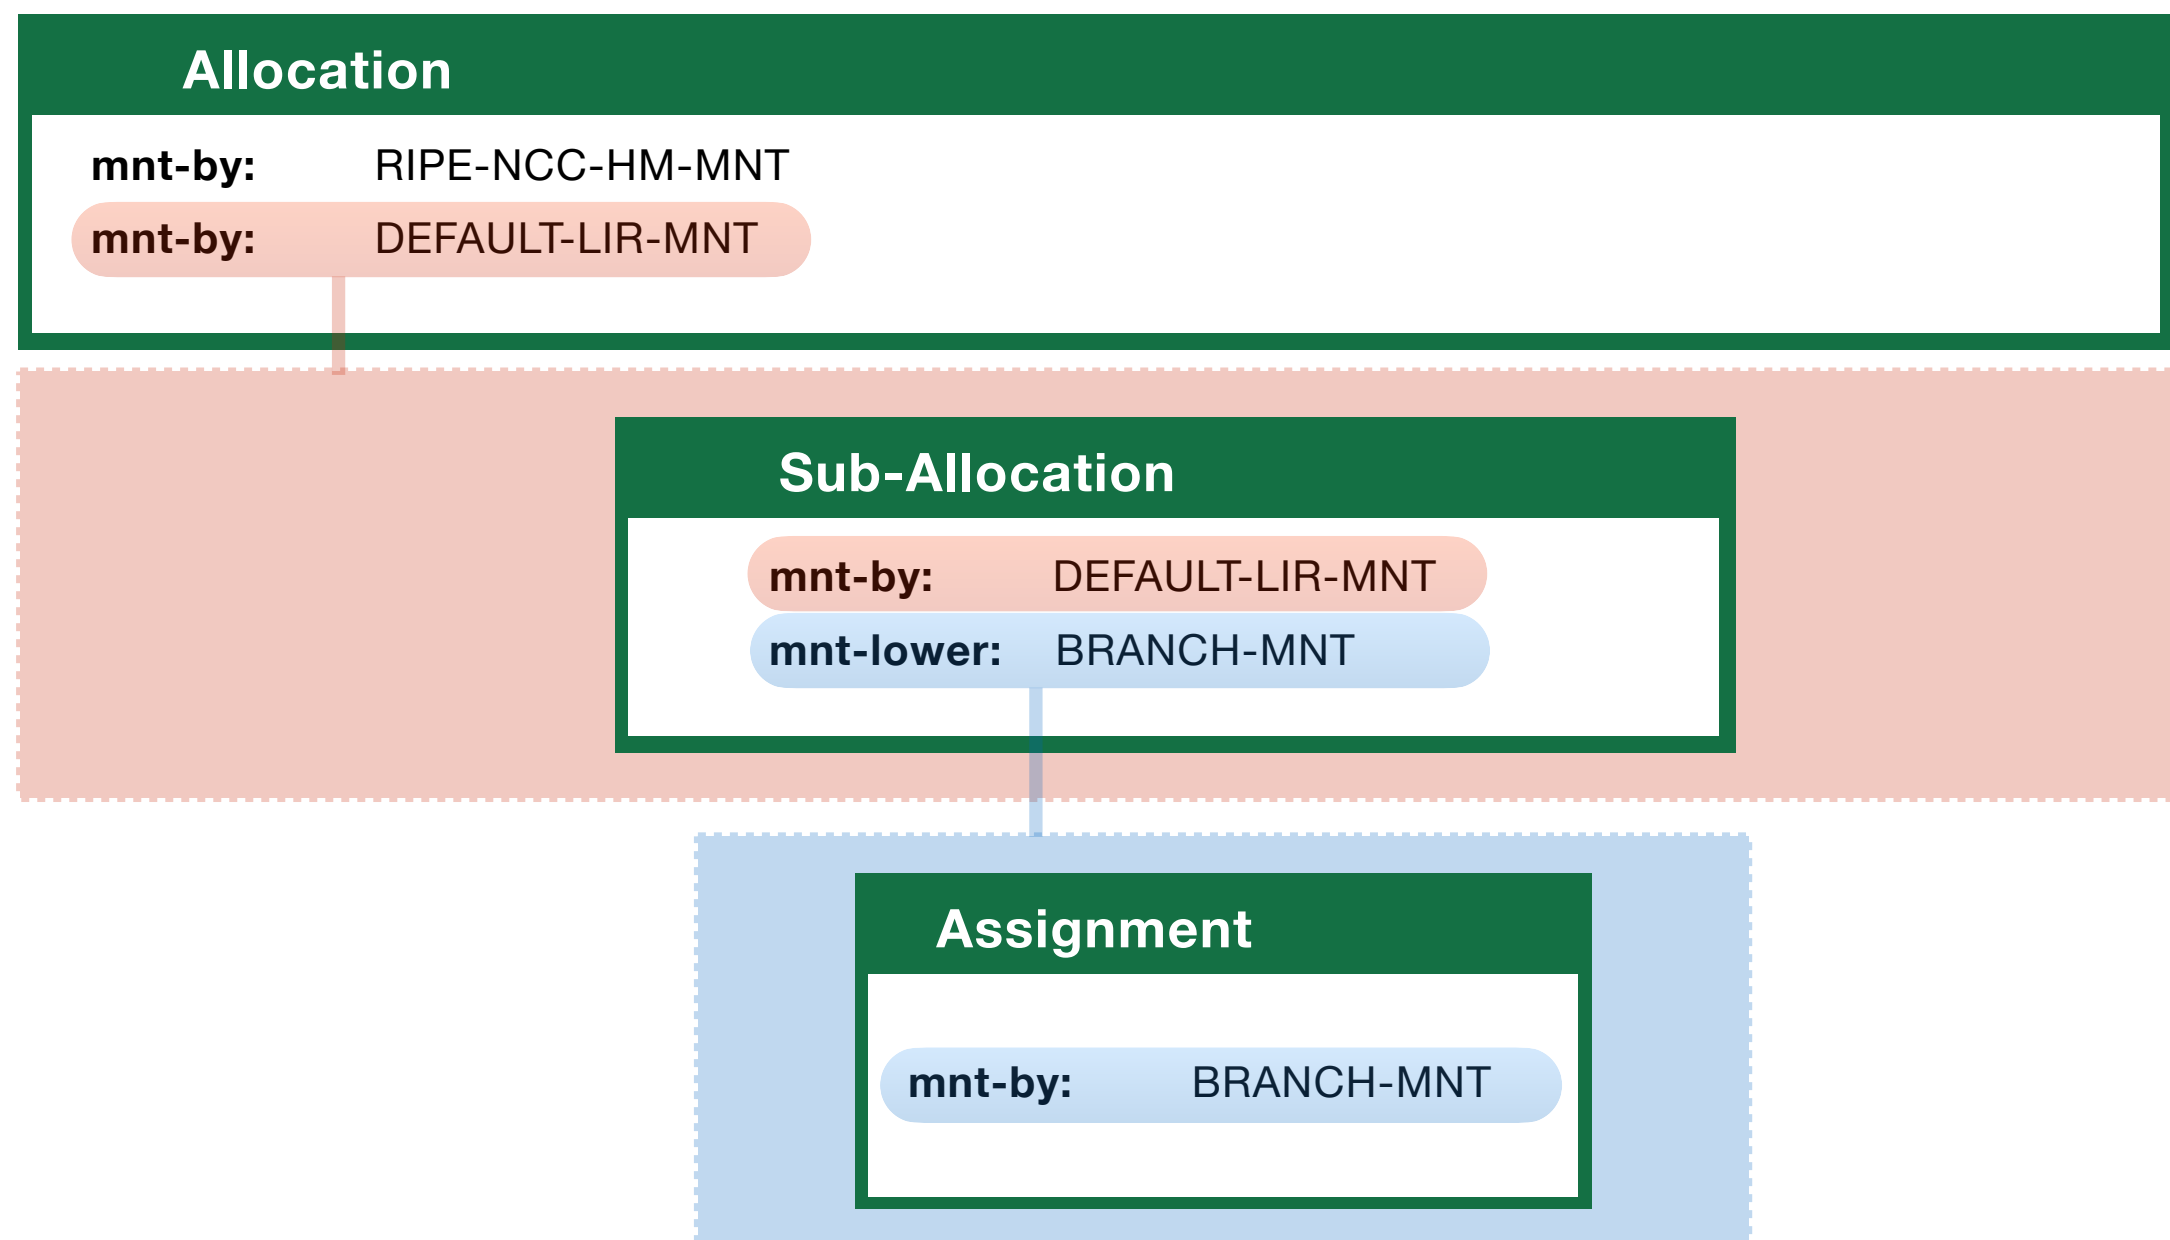 Allocation
mnt-by: RIPE-NCC-HM-MNT
mnt-by: DEFAULT-LIR-MNT
Sub-Allocation
mnt-by: DEFAULT-LIR-MNT
mnt-lower: BRANCH-MNT
Assignment
mnt-by: BRANCH-MNT